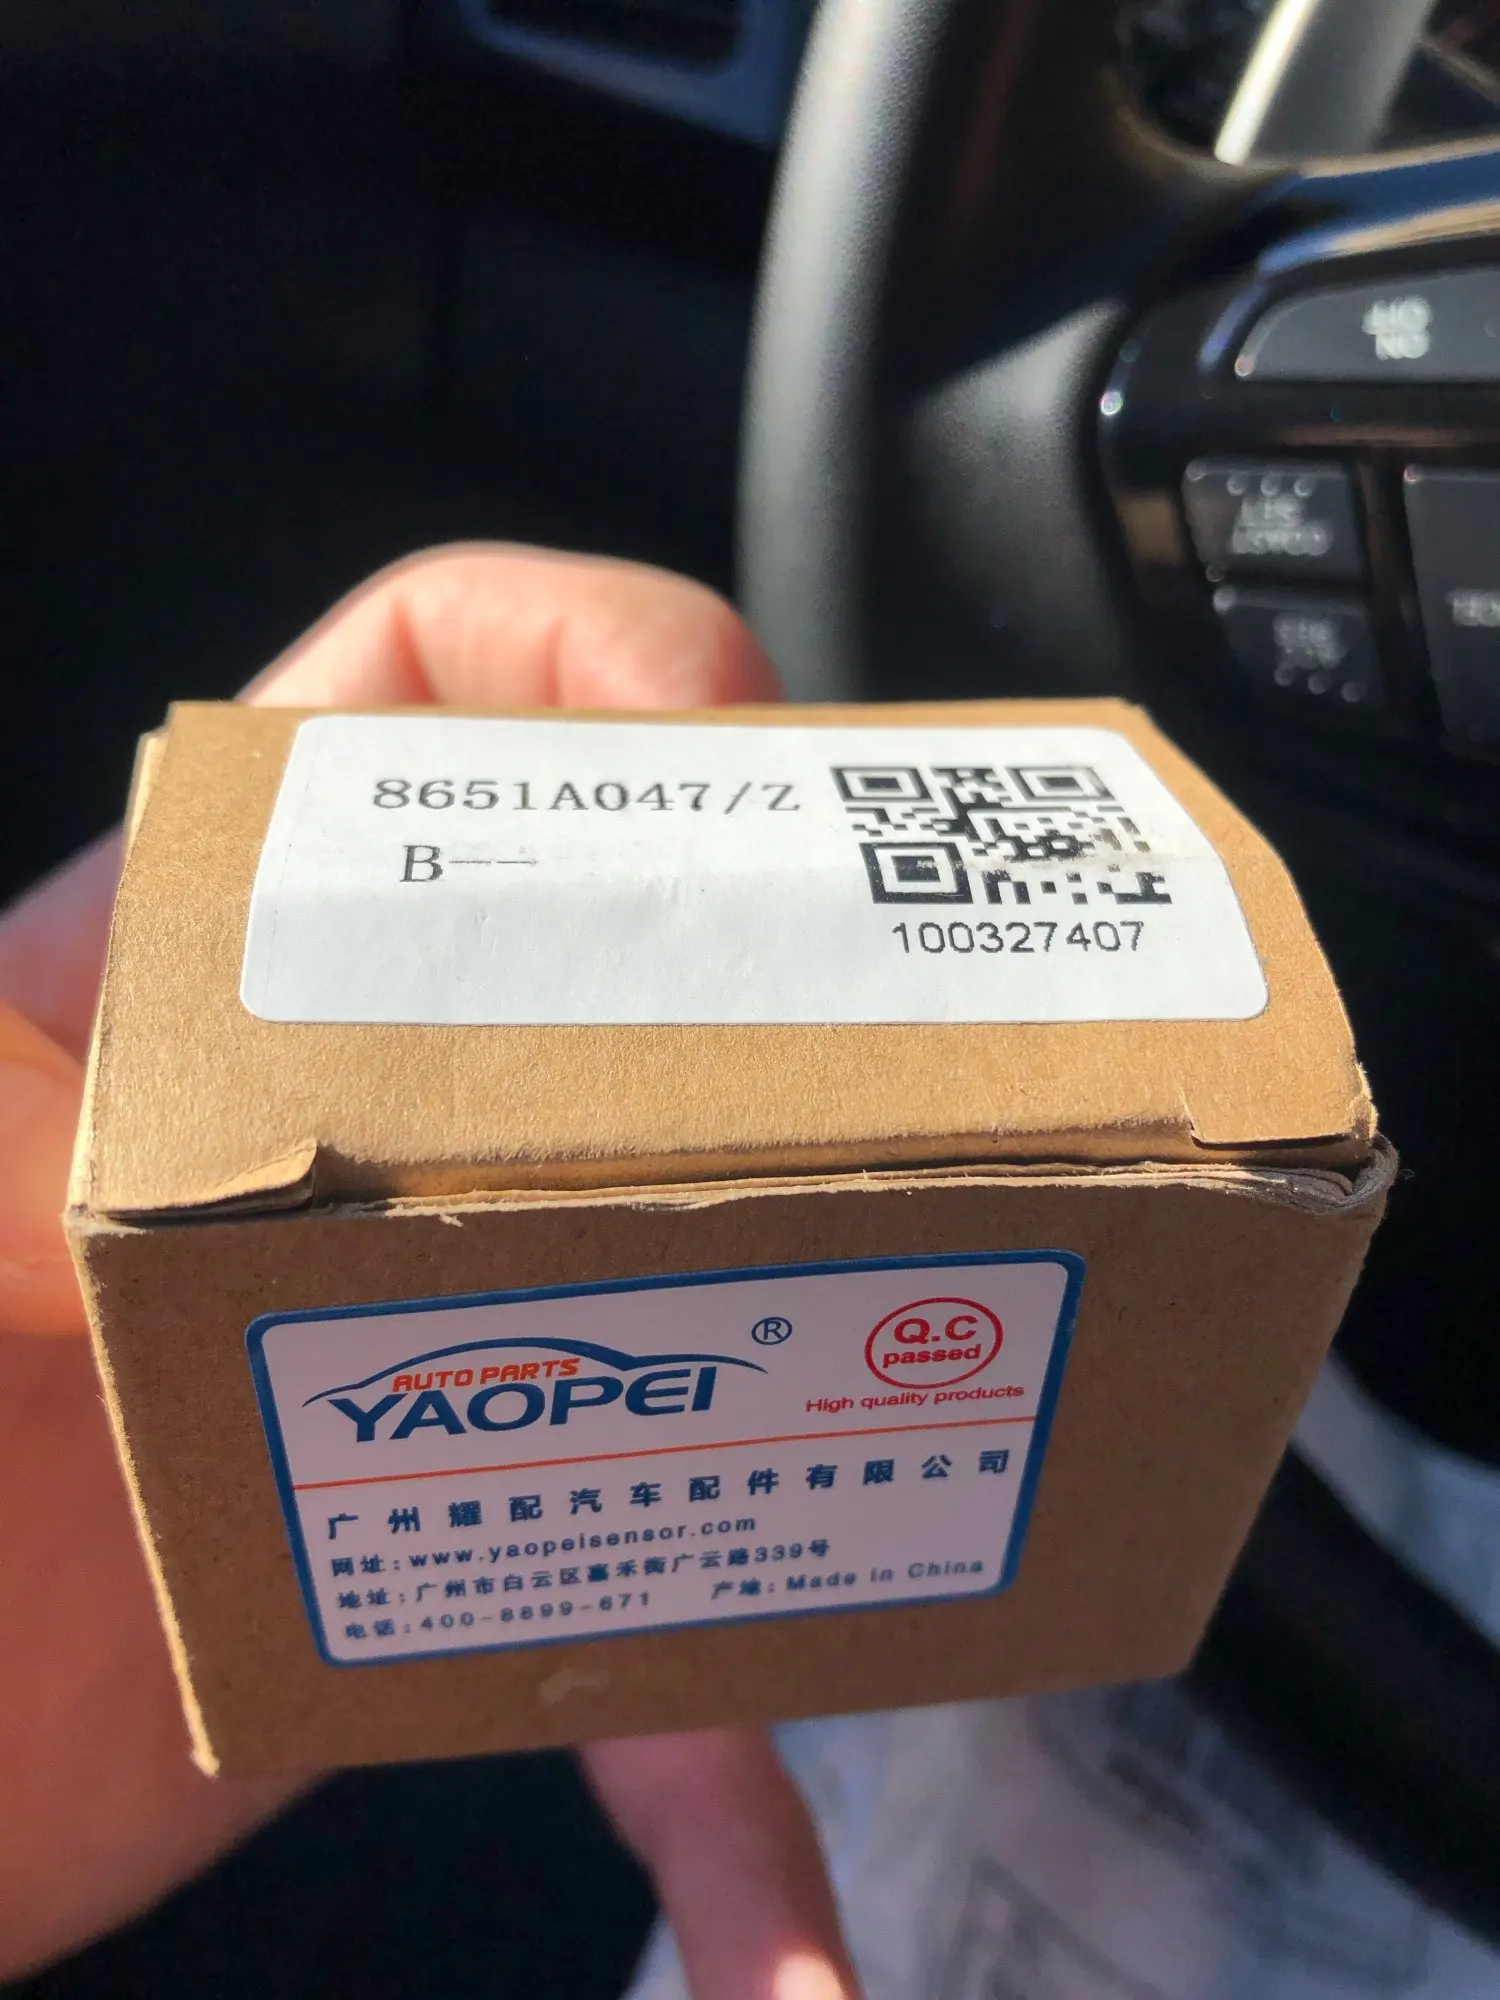 8651A047/Z
B--
100327407
AUTO PARTS
YAOPEI
®
Q.C
passed
High quality products
广州耀配汽车配件有限公司
网址:www.yaopeisensor.com
地址:广州市白云区嘉禾街广云路339号
电话:400-8899-671 产地:Made in China